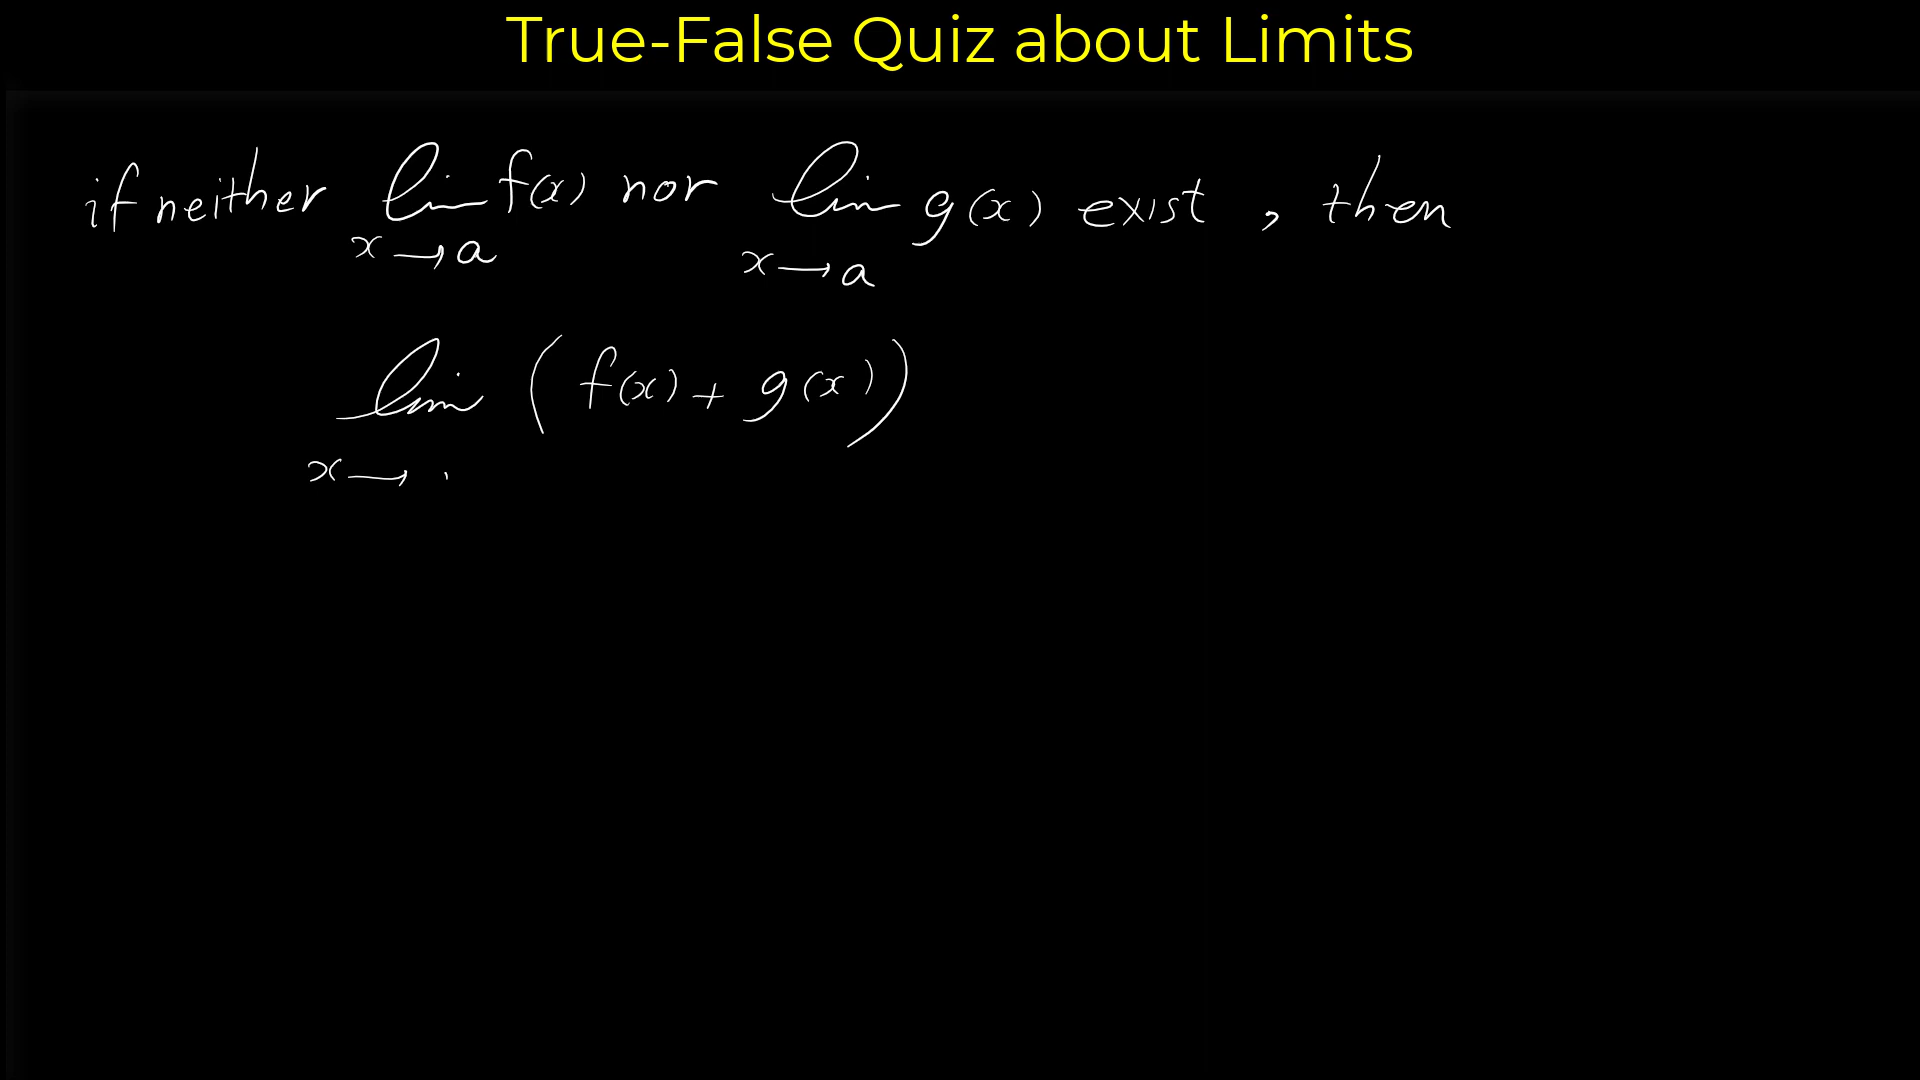 True-False Quiz about Limits
if neither lim f(x) nor lim g(x) exist , then
x → a x → a
lim ( f(x) + g(x) )
x →